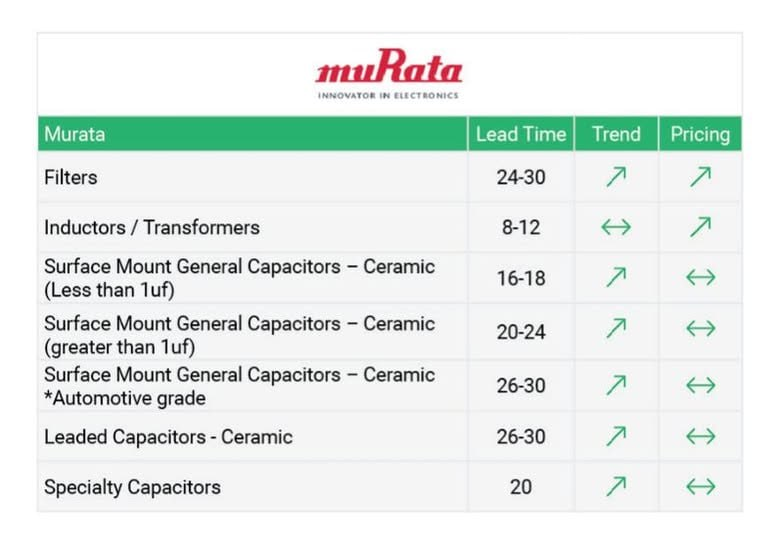 muRata
INNOVATOR IN ELECTRONICS
Murata Lead Time Trend Pricing
Filters 24-30 ↗ ↗
Inductors / Transformers 8-12 ↔ ↗
Surface Mount General Capacitors – Ceramic
(Less than 1uf) 16-18 ↗ ↔
Surface Mount General Capacitors – Ceramic
(greater than 1uf) 20-24 ↗ ↔
Surface Mount General Capacitors – Ceramic
*Automotive grade 26-30 ↗ ↔
Leaded Capacitors - Ceramic 26-30 ↗ ↔
Specialty Capacitors 20 ↗ ↔